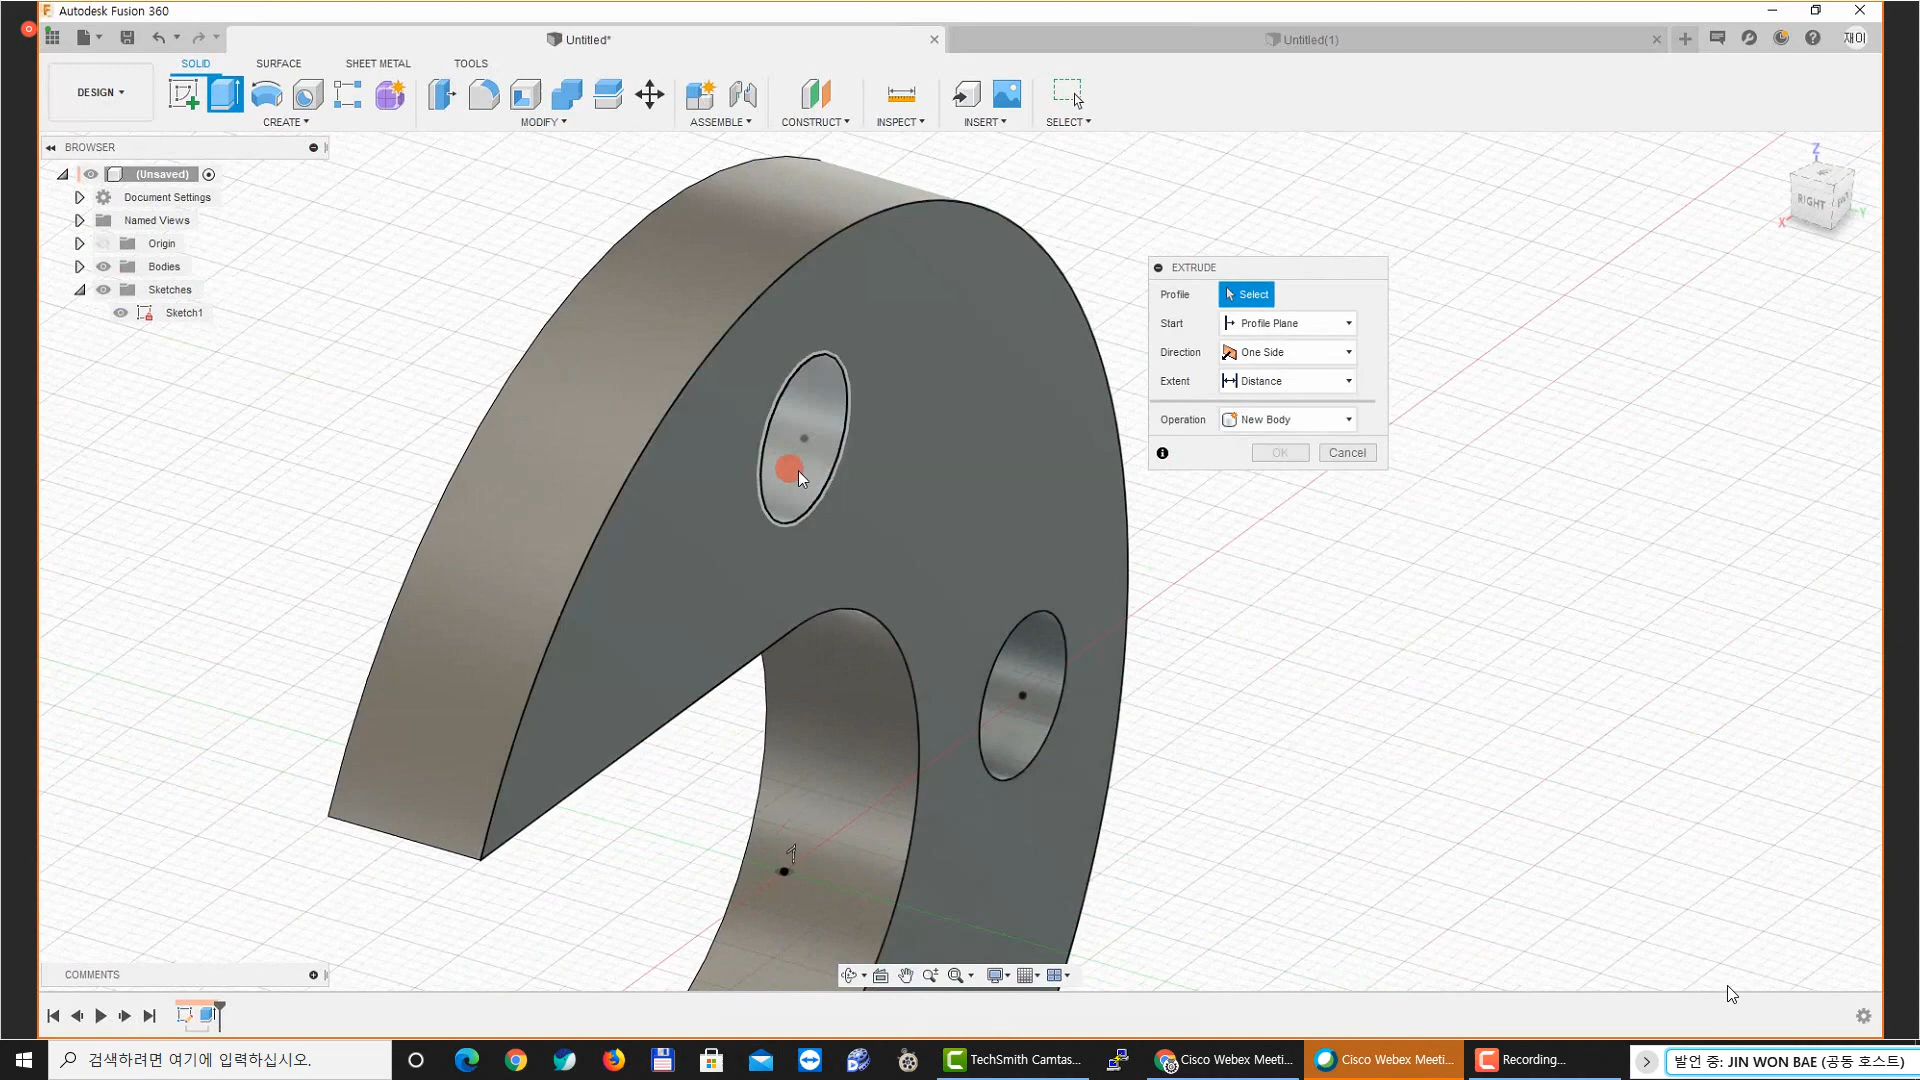 Autodesk Fusion 360
Untitled*
Untitled(1)
재이
DESIGN
SOLID
SURFACE
SHEET METAL
TOOLS
CREATE
MODIFY
ASSEMBLE
CONSTRUCT
INSPECT
INSERT
SELECT
BROWSER
(Unsaved)
Document Settings
Named Views
Origin
Bodies
Sketches
Sketch1
Z
RIGHT
X
Y
EXTRUDE
Profile Select
Start Profile Plane
Direction One Side
Extent Distance
Operation New Body
OK Cancel
1
COMMENTS
검색하려면 여기에 입력하십시오.
TechSmith Camtas...
Cisco Webex Meeti...
Cisco Webex Meeti...
Recording...
발언 중: JIN WON BAE (공동 호스트)